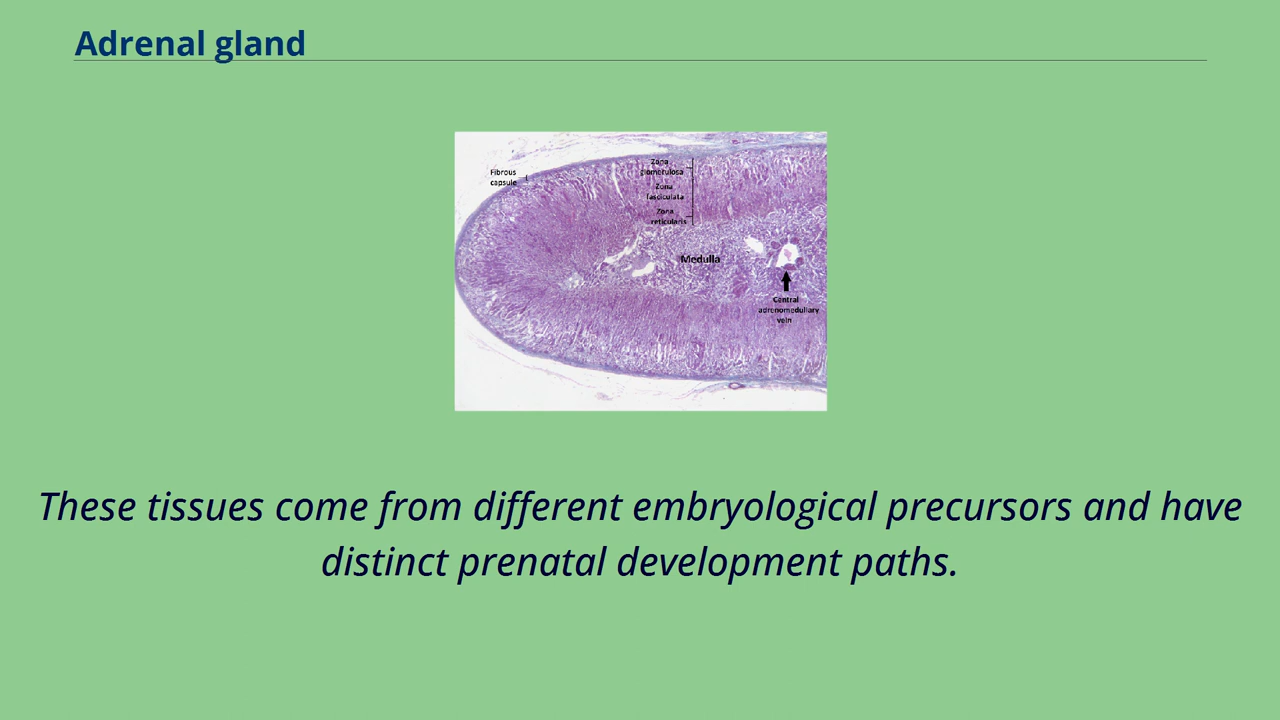 Adrenal gland
Fibrous
capsule
Zona
glomerulosa
Zona
fasciculata
Zona
reticularis
Medulla
Central
adrenomedullary
vein
These tissues come from different embryological precursors and have
distinct prenatal development paths.